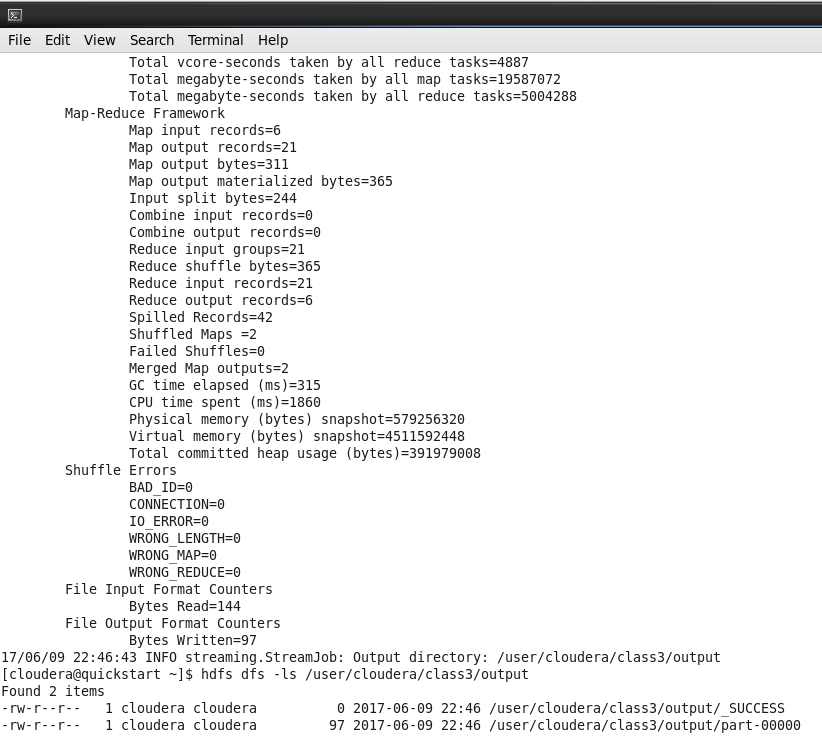 File Edit View Search Terminal Help
Total vcore-seconds taken by all reduce tasks=4887
Total megabyte-seconds taken by all map tasks=19587072
Total megabyte-seconds taken by all reduce tasks=5004288
Map-Reduce Framework
Map input records=6
Map output records=21
Map output bytes=311
Map output materialized bytes=365
Input split bytes=244
Combine input records=0
Combine output records=0
Reduce input groups=21
Reduce shuffle bytes=365
Reduce input records=21
Reduce output records=6
Spilled Records=42
Shuffled Maps =2
Failed Shuffles=0
Merged Map outputs=2
GC time elapsed (ms)=315
CPU time spent (ms)=1860
Physical memory (bytes) snapshot=579256320
Virtual memory (bytes) snapshot=4511592448
Total committed heap usage (bytes)=391979008
Shuffle Errors
BAD_ID=0
CONNECTION=0
IO_ERROR=0
WRONG_LENGTH=0
WRONG_MAP=0
WRONG_REDUCE=0
File Input Format Counters
Bytes Read=144
File Output Format Counters
Bytes Written=97
17/06/09 22:46:43 INFO streaming.StreamJob: Output directory: /user/cloudera/class3/output
[cloudera@quickstart ~]$ hdfs dfs -ls /user/cloudera/class3/output
Found 2 items
-rw-r--r--   1 cloudera cloudera          0 2017-06-09 22:46 /user/cloudera/class3/output/_SUCCESS
-rw-r--r--   1 cloudera cloudera         97 2017-06-09 22:46 /user/cloudera/class3/output/part-00000